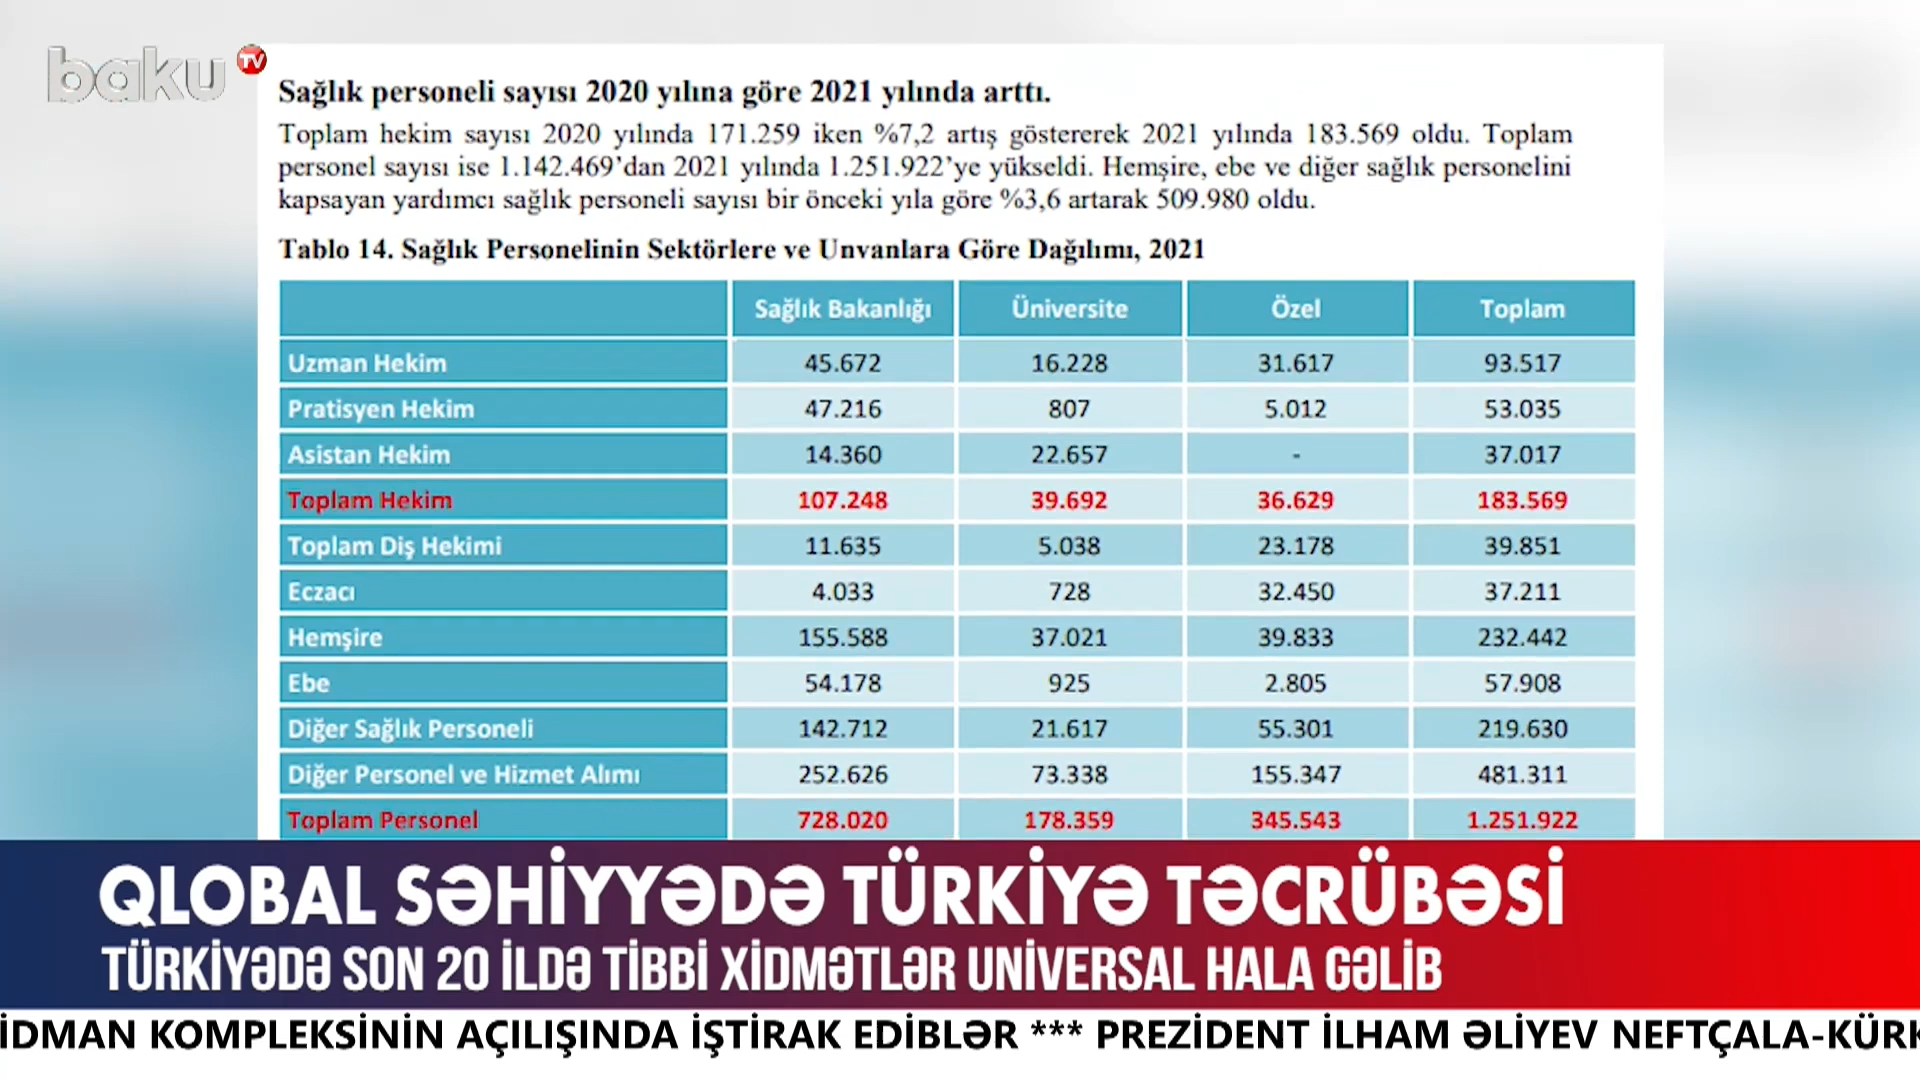 baku TV
Sağlık personeli sayısı 2020 yılına göre 2021 yılında arttı.
Toplam hekim sayısı 2020 yılında 171.259 iken %7,2 artış göstererek 2021 yılında 183.569 oldu. Toplam
personel sayısı ise 1.142.469’dan 2021 yılında 1.251.922’ye yükseldi. Hemşire, ebe ve diğer sağlık personelini
kapsayan yardımcı sağlık personeli sayısı bir önceki yıla göre %3,6 artarak 509.980 oldu.
Tablo 14. Sağlık Personelinin Sektörlere ve Unvanlara Göre Dağılımı, 2021
Sağlık Bakanlığı Üniversite Özel Toplam
Uzman Hekim 45.672 16.228 31.617 93.517
Pratisyen Hekim 47.216 807 5.012 53.035
Asistan Hekim 14.360 22.657 - 37.017
Toplam Hekim 107.248 39.692 36.629 183.569
Toplam Diş Hekimi 11.635 5.038 23.178 39.851
Eczacı 4.033 728 32.450 37.211
Hemşire 155.588 37.021 39.833 232.442
Ebe 54.178 925 2.805 57.908
Diğer Sağlık Personeli 142.712 21.617 55.301 219.630
Diğer Personel ve Hizmet Alımı 252.626 73.338 155.347 481.311
Toplam Personel 728.020 178.359 345.543 1.251.922
QLOBAL SƏHİYYƏDƏ TÜRKİYƏ TƏCRÜBƏSİ
TÜRKİYƏDƏ SON 20 İLDƏ TİBBİ XİDMƏTLƏR UNİVERSAL HALA GƏLİB
İDMAN KOMPLEKSİNİN AÇILIŞINDA İŞTİRAK EDİBLƏR *** PREZİDENT İLHAM ƏLİYEV NEFTÇALA-KÜRK